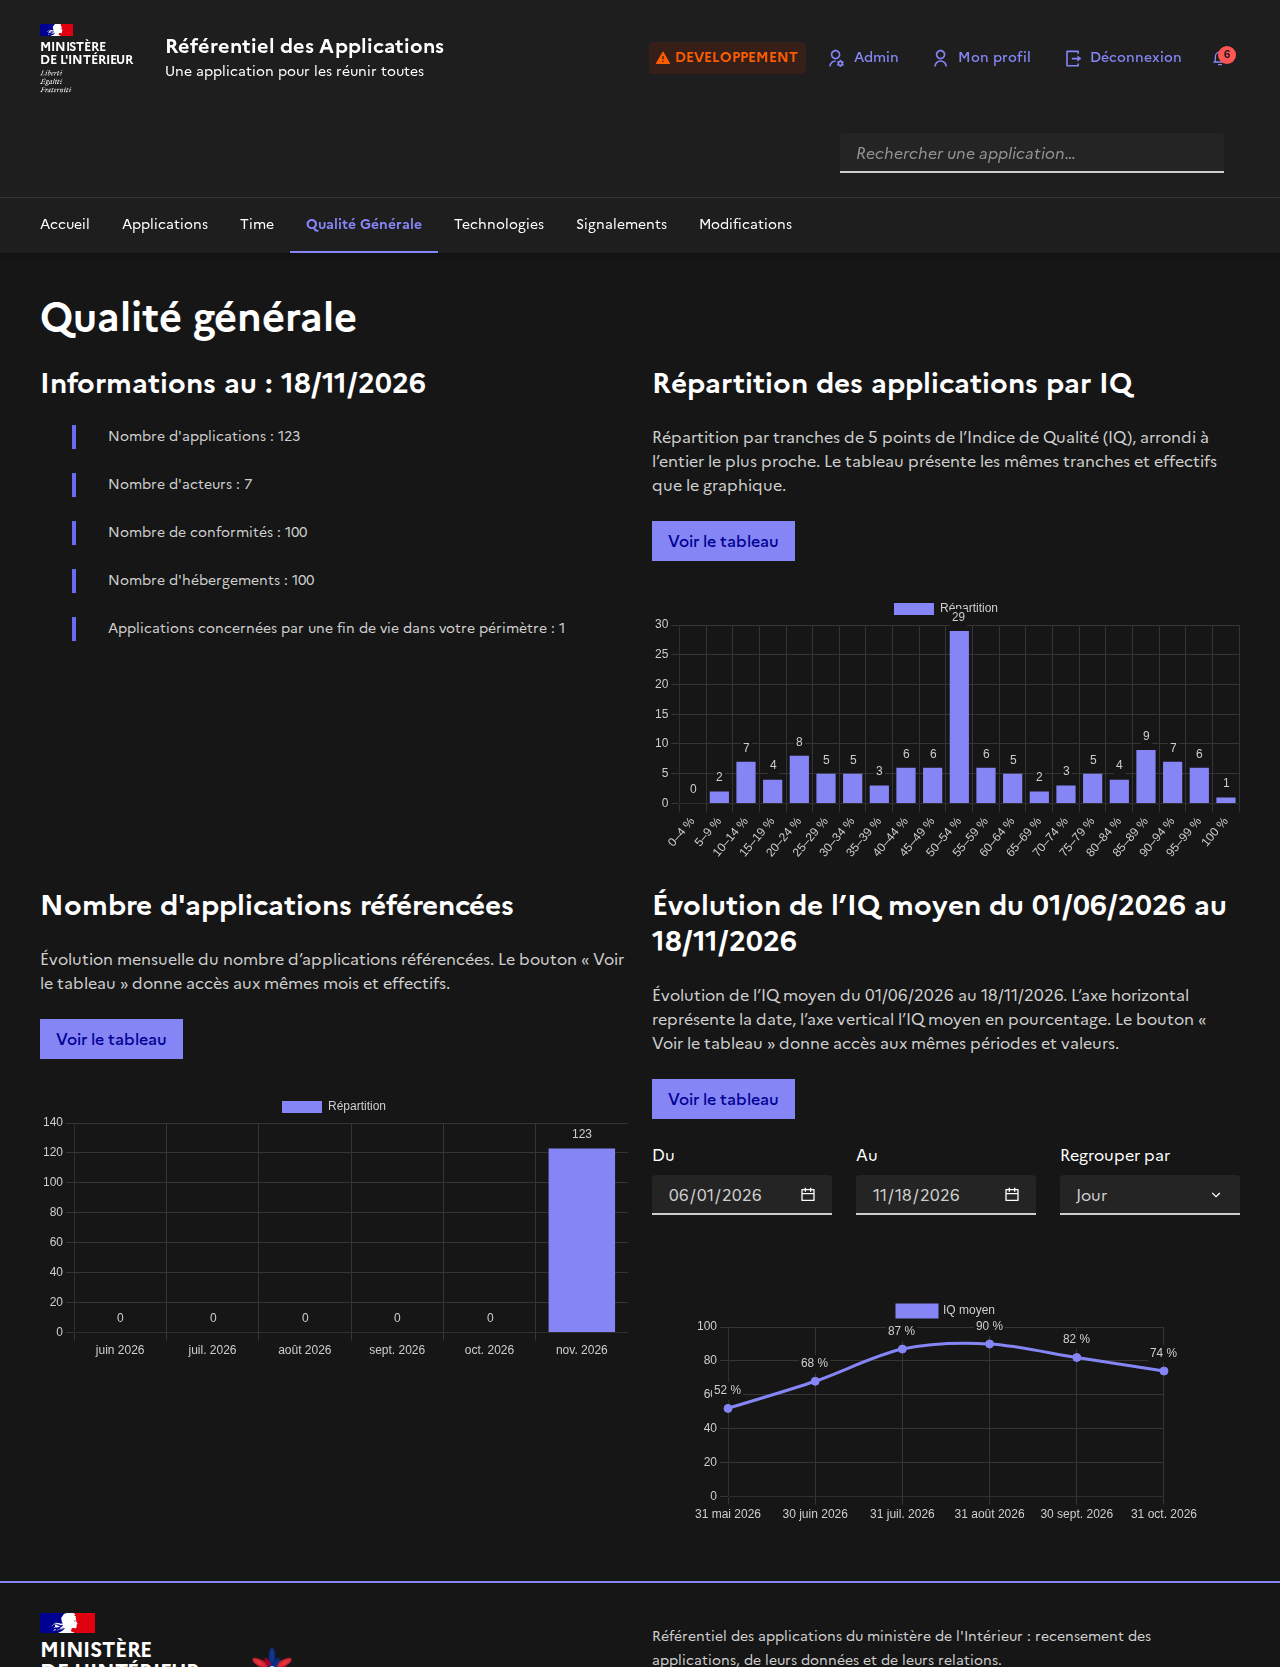 MINISTÈRE
DE L'INTÉRIEUR
Liberté
Égalité
Fraternité
Référentiel des Applications
Une application pour les réunir toutes
DEVELOPPEMENT
Admin
Mon profil
Déconnexion
6
Rechercher une application…
Accueil
Applications
Time
Qualité Générale
Technologies
Signalements
Modifications
Qualité générale
Informations au : 18/11/2026
Nombre d'applications : 123
Nombre d'acteurs : 7
Nombre de conformités : 100
Nombre d'hébergements : 100
Applications concernées par une fin de vie dans votre périmètre : 1
Répartition des applications par IQ
Répartition par tranches de 5 points de l’Indice de Qualité (IQ), arrondi à
l’entier le plus proche. Le tableau présente les mêmes tranches et effectifs
que le graphique.
Voir le tableau
Répartition
30
25
20
15
10
5
0
0
2
7
4
8
5
5
3
6
6
29
6
5
2
3
5
4
9
7
6
1
0–4 %
5–9 %
10–14 %
15–19 %
20–24 %
25–29 %
30–34 %
35–39 %
40–44 %
45–49 %
50–54 %
55–59 %
60–64 %
65–69 %
70–74 %
75–79 %
80–84 %
85–89 %
90–94 %
95–99 %
100 %
Nombre d'applications référencées
Évolution mensuelle du nombre d’applications référencées. Le bouton « Voir
le tableau » donne accès aux mêmes mois et effectifs.
Voir le tableau
Répartition
140
120
100
80
60
40
20
0
0
0
0
0
0
123
juin 2026
juil. 2026
août 2026
sept. 2026
oct. 2026
nov. 2026
Évolution de l’IQ moyen du 01/06/2026 au
18/11/2026
Évolution de l’IQ moyen du 01/06/2026 au 18/11/2026. L’axe horizontal
représente la date, l’axe vertical l’IQ moyen en pourcentage. Le bouton «
Voir le tableau » donne accès aux mêmes périodes et valeurs.
Voir le tableau
Du
Au
Regrouper par
06/01/2026
11/18/2026
Jour
IQ moyen
100
80
40
20
0
52 %
68 %
87 %
90 %
82 %
74 %
31 mai 2026
30 juin 2026
31 juil. 2026
31 août 2026
30 sept. 2026
31 oct. 2026
MINISTÈRE
DE L'INTÉRIEUR
Référentiel des applications du ministère de l'Intérieur : recensement des
applications, de leurs données et de leurs relations.